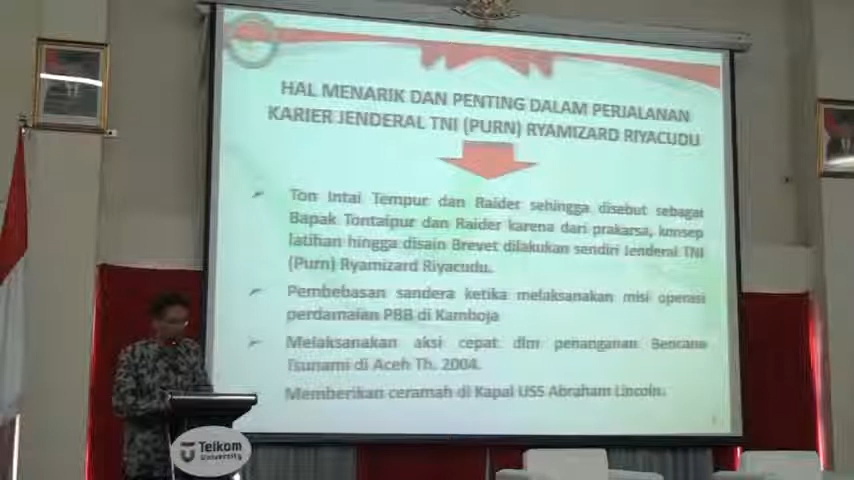 HAL MENARIK DAN PENTING DALAM PERJALANAN
KARIER JENDERAL TNI (PURN) RYAMIZARD RIYACUDU
Ton Intai Tempur dan Raider sehingga disebut sebagai
Bapak Tontaipur dan Raider karena dari prakarsa, konsep
latihan hingga disain Brevet dilakukan sendiri Jenderal TNI
(Purn) Ryamizard Riyacudu.
Pembebasan sandera ketika melaksanakan misi operasi
perdamaian PBB di Kamboja
Melaksanakan aksi cepat dlm penanganan Bencana
Tsunami di Aceh Th. 2004.
Memberikan ceramah di Kapal USS Abraham Lincoln.
Telkom
University